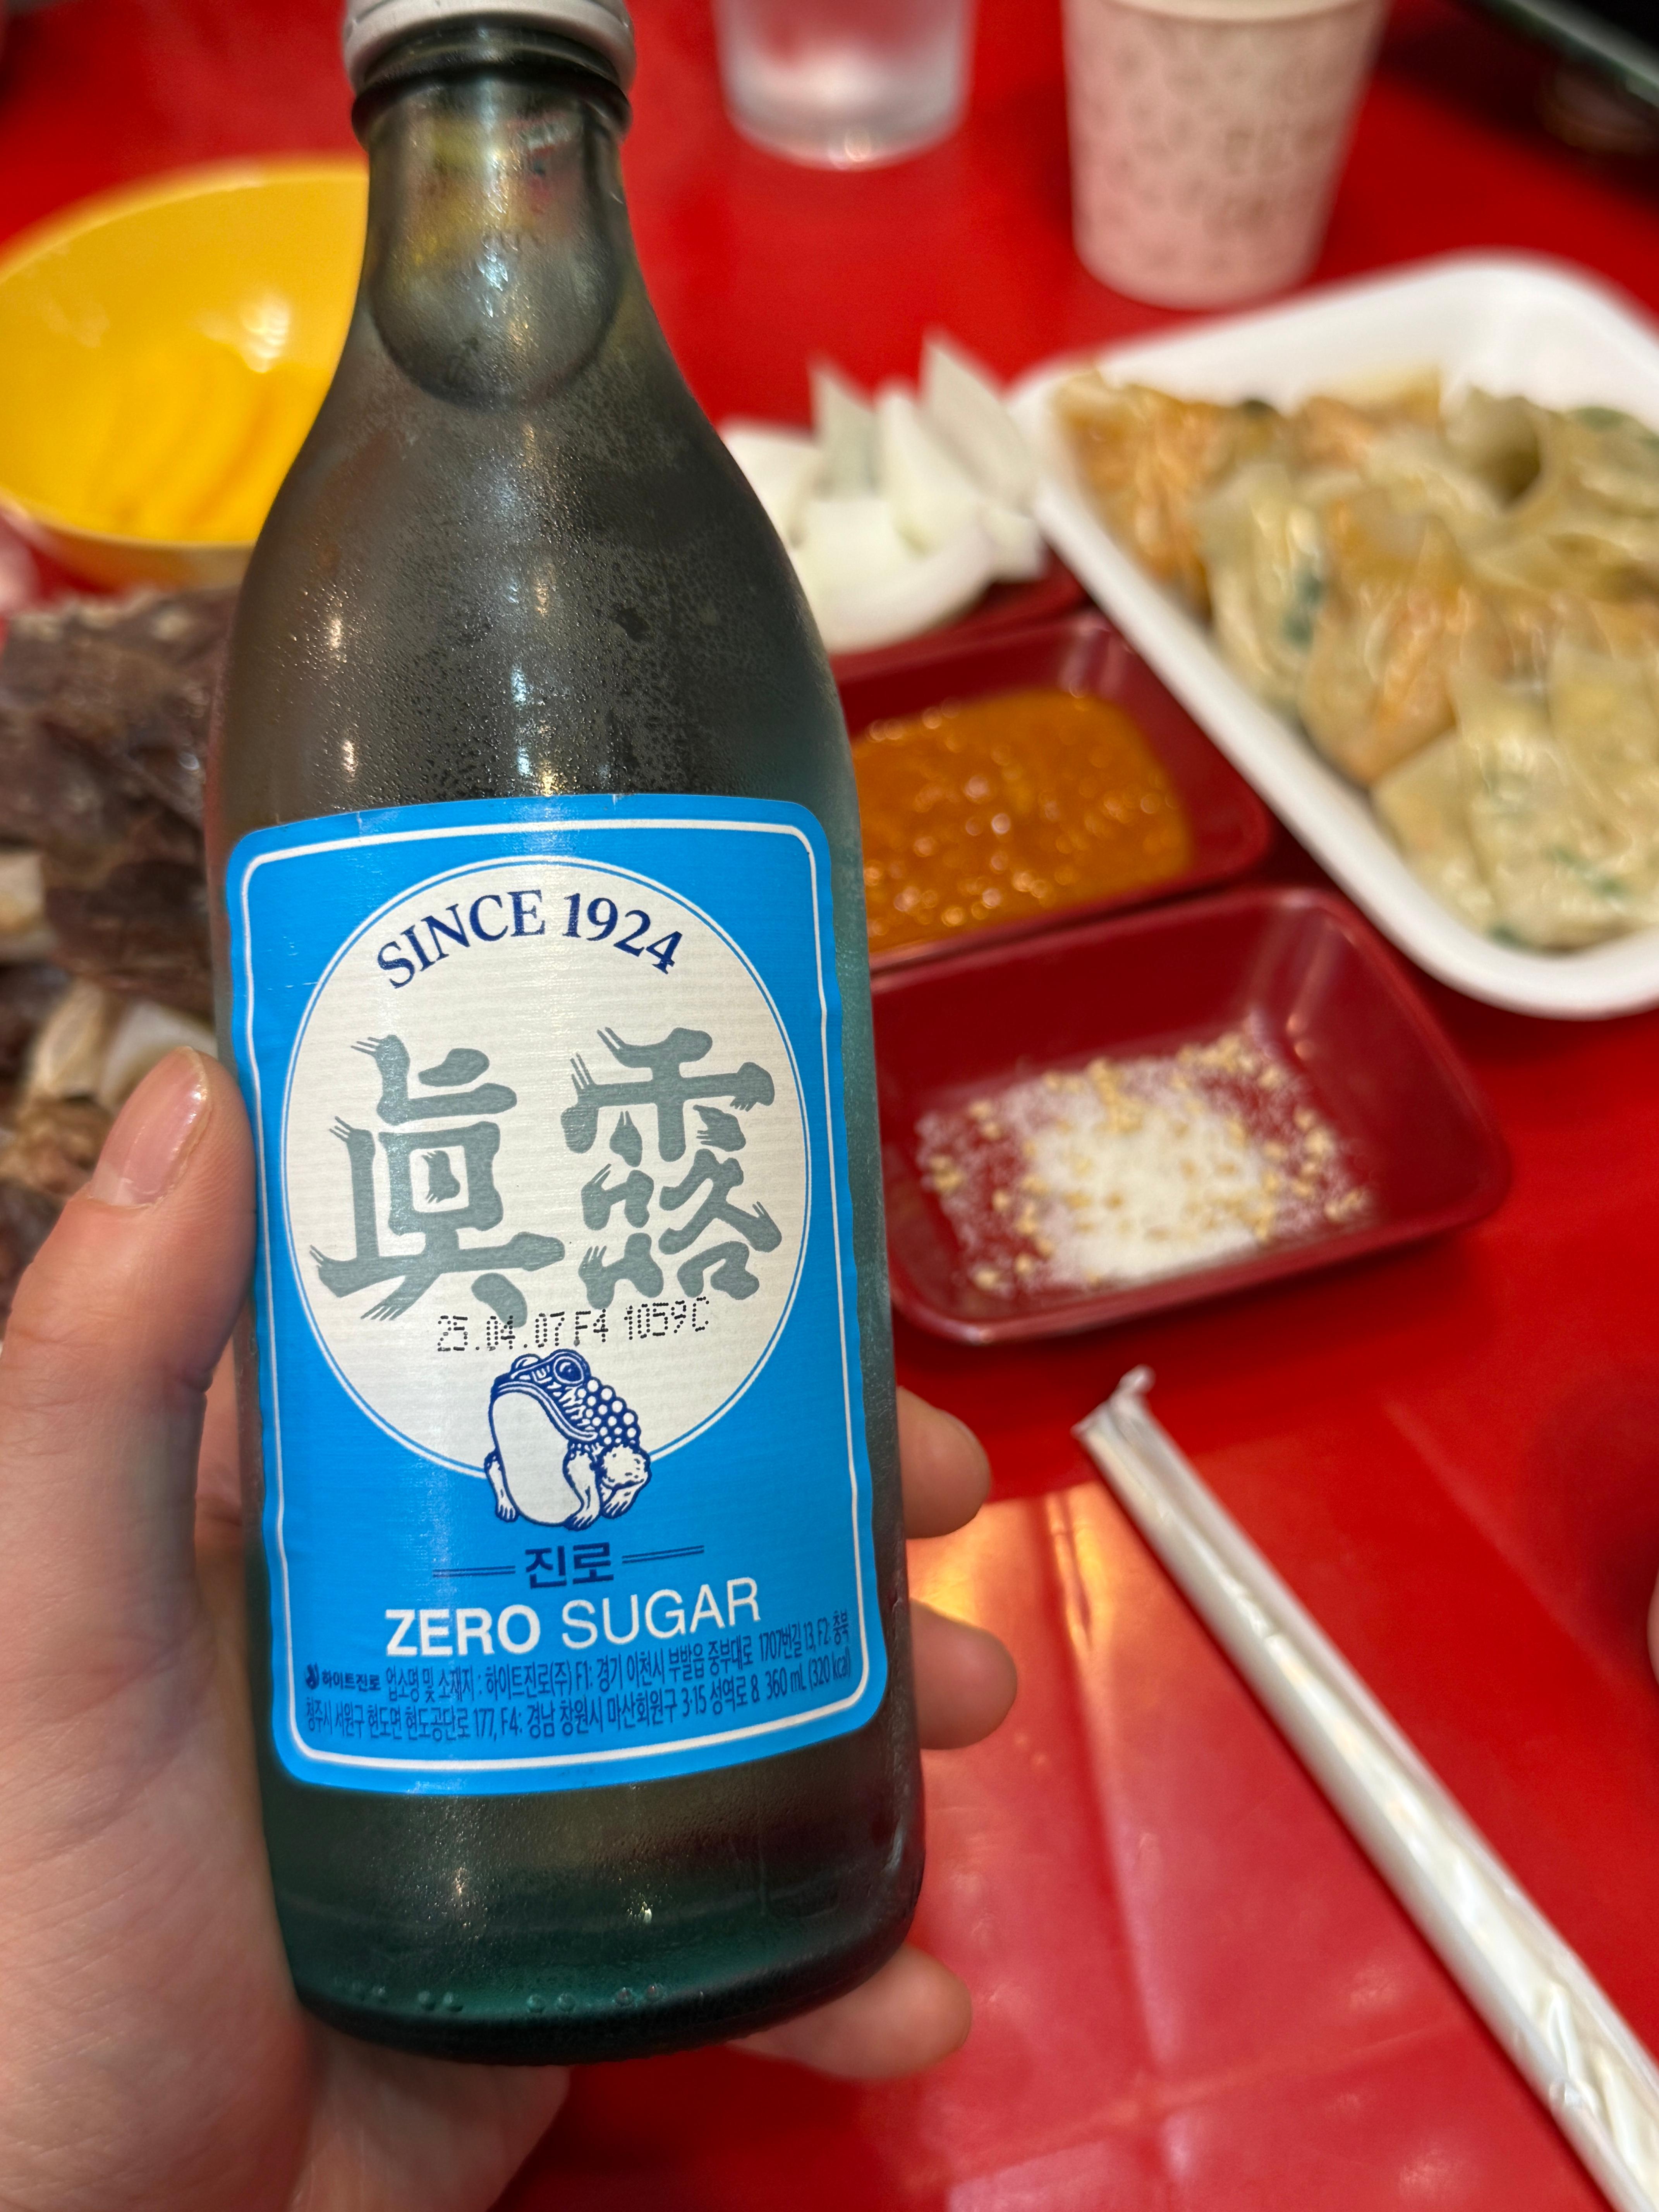 SINCE 1924
眞露
25.04.07 F4 1059C
진로
ZERO SUGAR
하이트진로 업소명 및 소재지 : 하이트진로(주) F1: 경기 이천시 부발읍 중부대로 1707번길 13, F2: 충북
청주시 서원구 현도면 현도공단로 177, F4: 경남 창원시 마산회원구 3·15 성역로 8 360 mL (320 kcal)